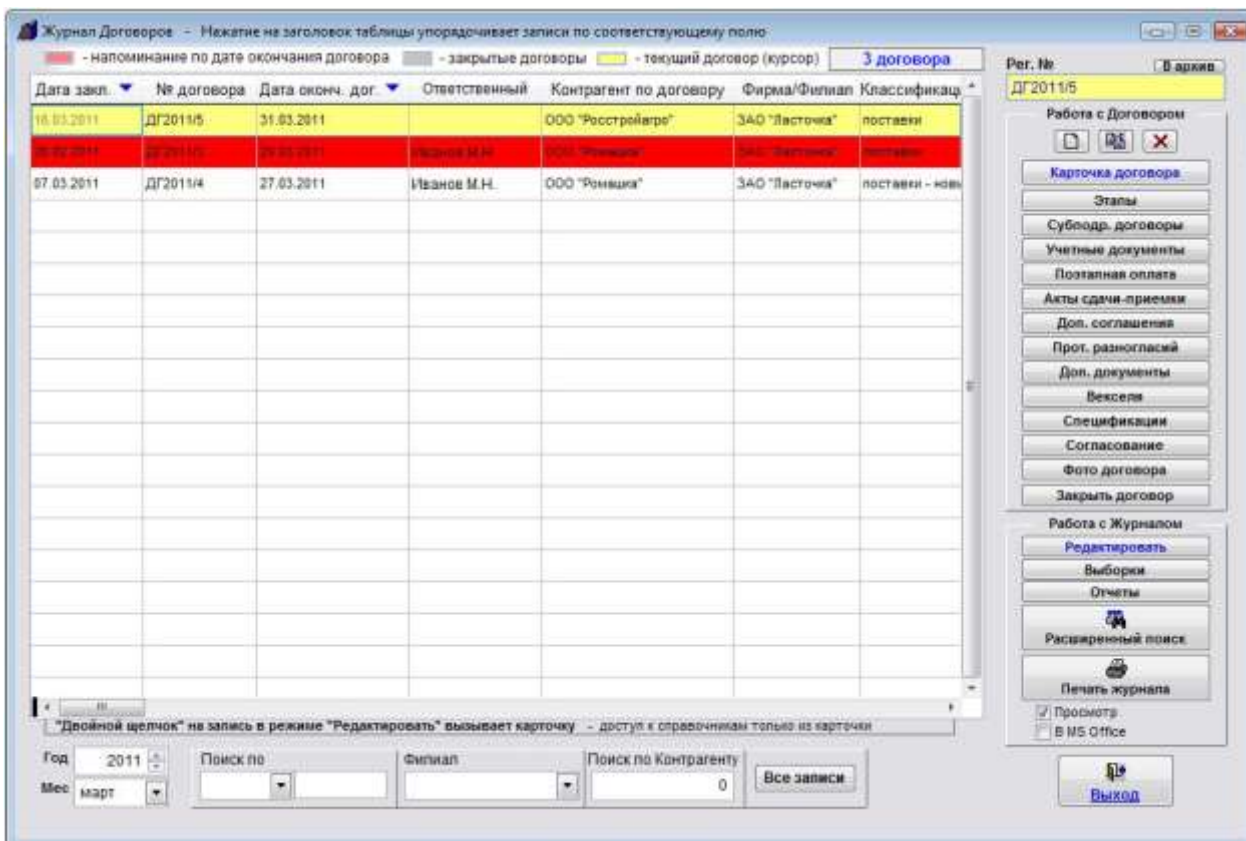 Журнал Договоров - Нажатие на заголовок таблицы упорядочивает записи по соответствующему полю
- напоминание по дате окончания договора - закрытые договоры - текущий договор (курсор) 3 договора
Рег. № В архив
ДГ2011/5
Дата закл. № договора Дата оконч. дог. Ответственный Контрагент по договору Фирма/Филиал Классификац
16.03.2011 ДГ2011/5 31.03.2011 ООО "Росстройагро" ЗАО "Ласточка" поставки
Иванов М.Н. ООО "Ромашка" ЗАО "Ласточка" поставки
07.03.2011 ДГ2011/4 27.03.2011 Иванов М.Н. ООО "Ромашка" ЗАО "Ласточка" поставки - новы
Работа с Договором
Карточка договора
Этапы
Субподр. договоры
Учетные документы
Поэтапная оплата
Акты сдачи-приемки
Доп. соглашения
Прот. разногласий
Доп. документы
Векселя
Спецификации
Согласование
Фото договора
Закрыть договор
Работа с Журналом
Редактировать
Выборки
Отчеты
Расширенный поиск
Печать журнала
Просмотр
В MS Office
Выход
"Двойной щелчок" на запись в режиме "Редактировать" вызывает карточку - доступ к справочникам только из карточки
Год 2011 Поиск по Филиал Поиск по Контрагенту
Мес март 0 Все записи